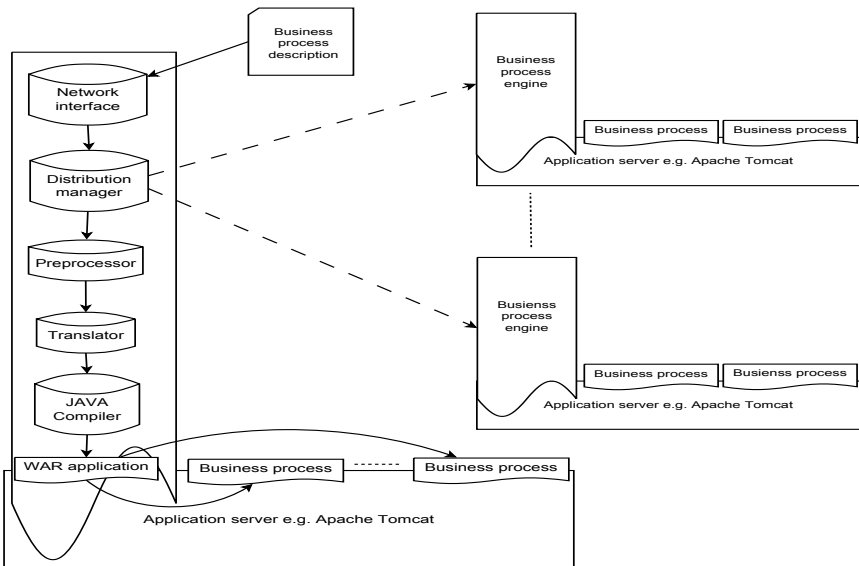 Business
process
description
Network
interface
Distribution
manager
Preprocessor
Translator
JAVA
Compiler
WAR application
Business process
Business process
Application server e.g. Apache Tomcat
Business
process
engine
Business process
Business process
Application server e.g. Apache Tomcat
Busienss
process
engine
Business process
Busienss process
Application server e.g. Apache Tomcat